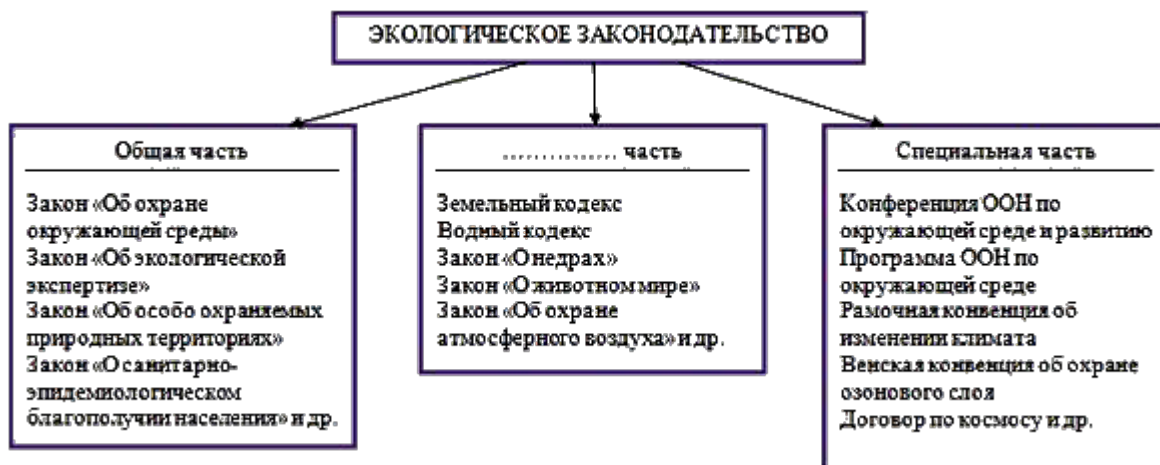 ЭКОЛОГИЧЕСКОЕ ЗАКОНОДАТЕЛЬСТВО
Общая часть
Закон «Об охране
окружающей среды»
Закон «Об экологической
экспертизе»
Закон «Об особо охраняемых
природных территориях»
Закон «О санитарно-
эпидемиологическом
благополучии населения» и др.
............... часть
Земельный кодекс
Водный кодекс
Закон «О недрах»
Закон «О животном мире»
Закон «Об охране
атмосферного воздуха» и др.
Специальная часть
Конференция ООН по
окружающей среде и развитию
Программа ООН по
окружающей среде
Рамочная конвенция об
изменении климата
Венская конвенция об охране
озонового слоя
Договор по космосу и др.